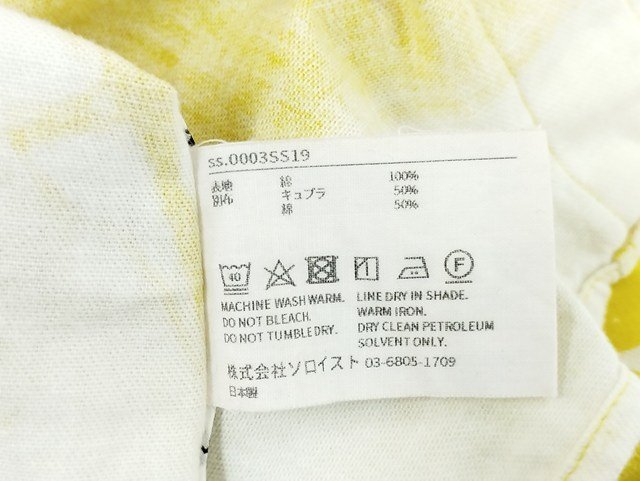 ss.0003SS19
表地 綿 100%
別布 キュプラ 50%
綿 50%
40
F
MACHINE WASH WARM.
DO NOT BLEACH.
DO NOT TUMBLE DRY.
LINE DRY IN SHADE.
WARM IRON.
DRY CLEAN PETROLEUM
SOLVENT ONLY.
株式会社ソロイスト 03-6805-1709
日本製